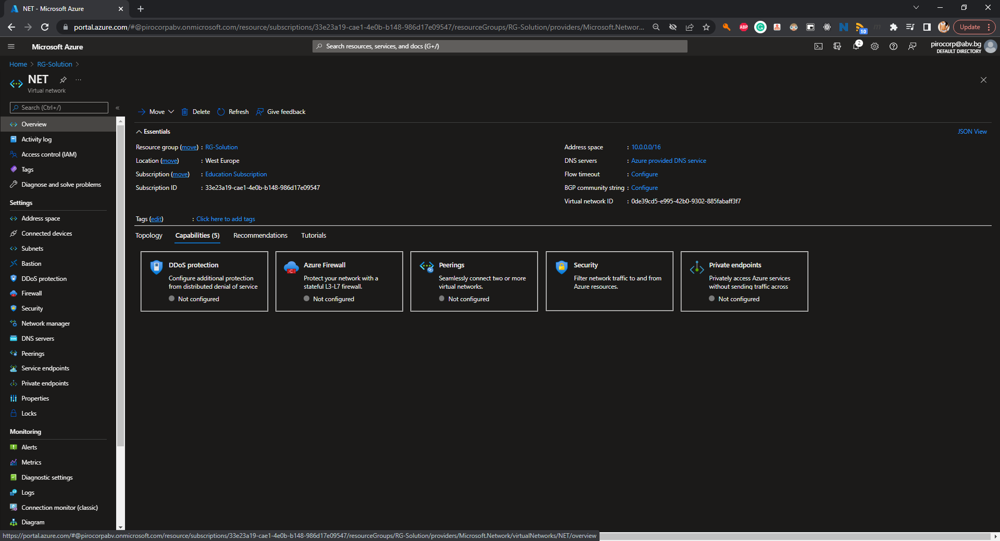 NET - Microsoft Azure
portal.azure.com/#@pirocorpabv.onmicrosoft.com/resource/subscriptions/33e23a19-cae1-4e0b-b148-986d17e09547/resourceGroups/RG-Solution/providers/Microsoft.Networ...
ABP
10
Update
Microsoft Azure
Search resources, services, and docs (G+/)
2
pirocorp@abv.bg
DEFAULT DIRECTORY
Home > RG-Solution >
NET
Virtual network
Search (Ctrl+/)
Overview
Activity log
Access control (IAM)
Tags
Diagnose and solve problems
Settings
Address space
Connected devices
Subnets
Bastion
DDoS protection
Firewall
Security
Network manager
DNS servers
Peerings
Service endpoints
Private endpoints
Properties
Locks
Monitoring
Alerts
Metrics
Diagnostic settings
Logs
Connection monitor (classic)
Diagram
Move
Delete
Refresh
Give feedback
Essentials
JSON View
Resource group (move) : RG-Solution
Location (move) : West Europe
Subscription (move) : Education Subscription
Subscription ID : 33e23a19-cae1-4e0b-b148-986d17e09547
Address space : 10.0.0.0/16
DNS servers : Azure provided DNS service
Flow timeout : Configure
BGP community string : Configure
Virtual network ID : 0de39cd5-e995-42b0-9302-885fabaff3f7
Tags (edit) : Click here to add tags
Topology
Capabilities (5)
Recommendations
Tutorials
DDoS protection
Configure additional protection
from distributed denial of service
Not configured
Azure Firewall
Protect your network with a
stateful L3-L7 firewall.
Not configured
Peerings
Seamlessly connect two or more
virtual networks.
Not configured
Security
Filter network traffic to and from
Azure resources.
Private endpoints
Privately access Azure services
without sending traffic across
Not configured
https://portal.azure.com/#@pirocorpabv.onmicrosoft.com/resource/subscriptions/33e23a19-cae1-4e0b-b148-986d17e09547/resourceGroups/RG-Solution/providers/Microsoft.Network/virtualNetworks/NET/overview